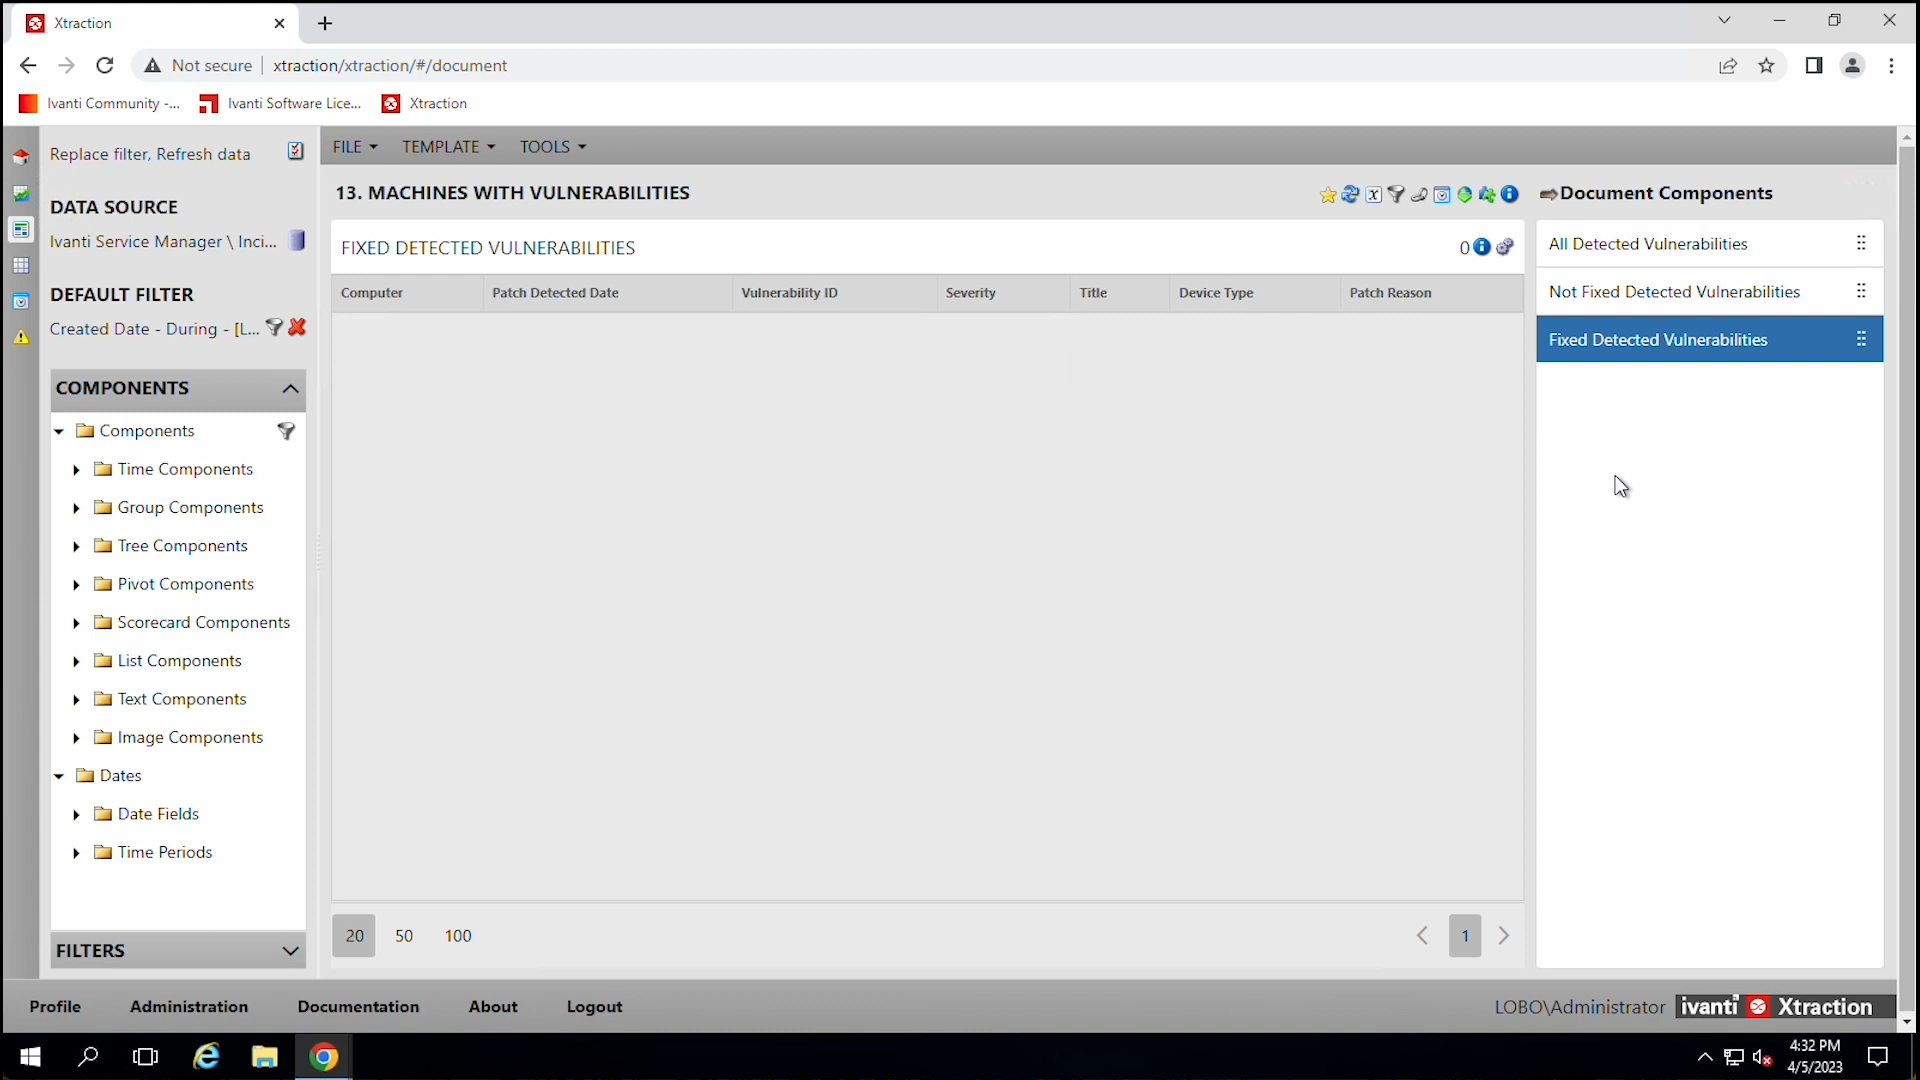 Xtraction
Not secure
xtraction/xtraction/#/document
Ivanti Community -...
Ivanti Software Lice...
Xtraction
Replace filter, Refresh data
DATA SOURCE
Ivanti Service Manager \ Inci...
DEFAULT FILTER
Created Date - During - [L...
COMPONENTS
Components
Time Components
Group Components
Tree Components
Pivot Components
Scorecard Components
List Components
Text Components
Image Components
Dates
Date Fields
Time Periods
FILTERS
FILE
TEMPLATE
TOOLS
13. MACHINES WITH VULNERABILITIES
FIXED DETECTED VULNERABILITIES
0
Computer
Patch Detected Date
Vulnerability ID
Severity
Title
Device Type
Patch Reason
20
50
100
1
Document Components
All Detected Vulnerabilities
Not Fixed Detected Vulnerabilities
Fixed Detected Vulnerabilities
Profile
Administration
Documentation
About
Logout
LOBO\Administrator
ivanti Xtraction
4:32 PM
4/5/2023